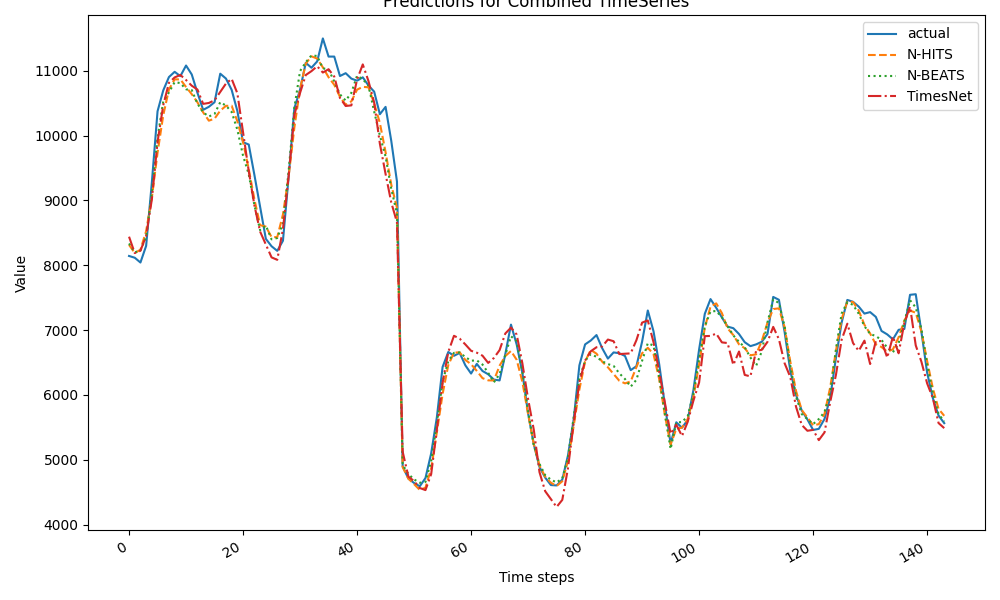 Predictions for Combined TimeSeries
actual
N-HITS
N-BEATS
TimesNet
11000
10000
9000
8000
7000
6000
5000
4000
Value
0
20
40
60
80
100
120
140
Time steps